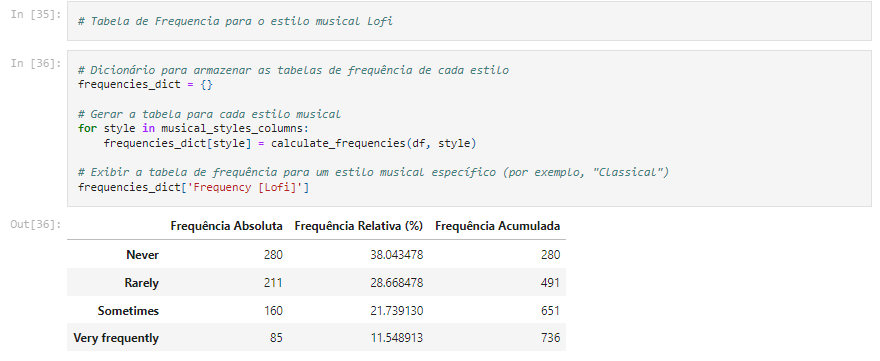 In [35]: # Tabela de Frequencia para o estilo musical Lofi
In [36]: # Dicionário para armazenar as tabelas de frequência de cada estilo
frequencies_dict = {}
# Gerar a tabela para cada estilo musical
for style in musical_styles_columns:
    frequencies_dict[style] = calculate_frequencies(df, style)
# Exibir a tabela de frequência para um estilo musical específico (por exemplo, "Classical")
frequencies_dict['Frequency [Lofi]']
Out[36]: Frequência Absoluta Frequência Relativa (%) Frequência Acumulada
Never 280 38.043478 280
Rarely 211 28.668478 491
Sometimes 160 21.739130 651
Very frequently 85 11.548913 736